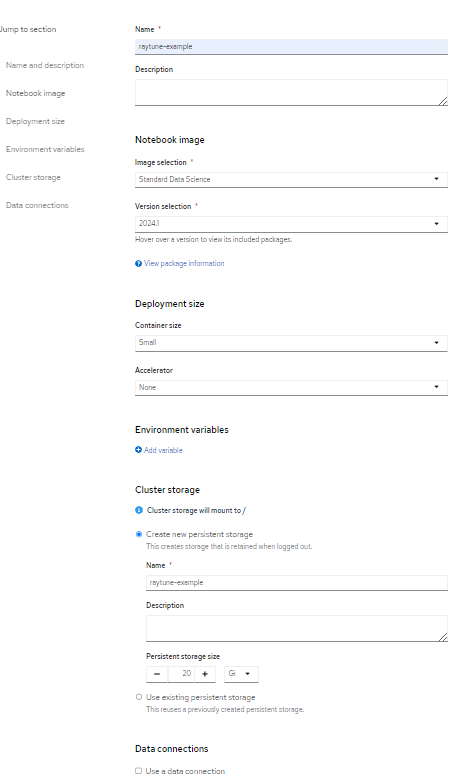 Jump to section
Name and description
Notebook image
Deployment size
Environment variables
Cluster storage
Data connections
Name *
raytune-example
Description
Notebook image
Image selection *
Standard Data Science
Version selection *
2024.1
Hover over a version to view its included packages.
View package information
Deployment size
Container size
Small
Accelerator
None
Environment variables
Add variable
Cluster storage
Cluster storage will mount to /
Create new persistent storage
This creates storage that is retained when logged out.
Name *
raytune-example
Description
Persistent storage size
20 Gi
Use existing persistent storage
This reuses a previously created persistent storage.
Data connections
Use a data connection